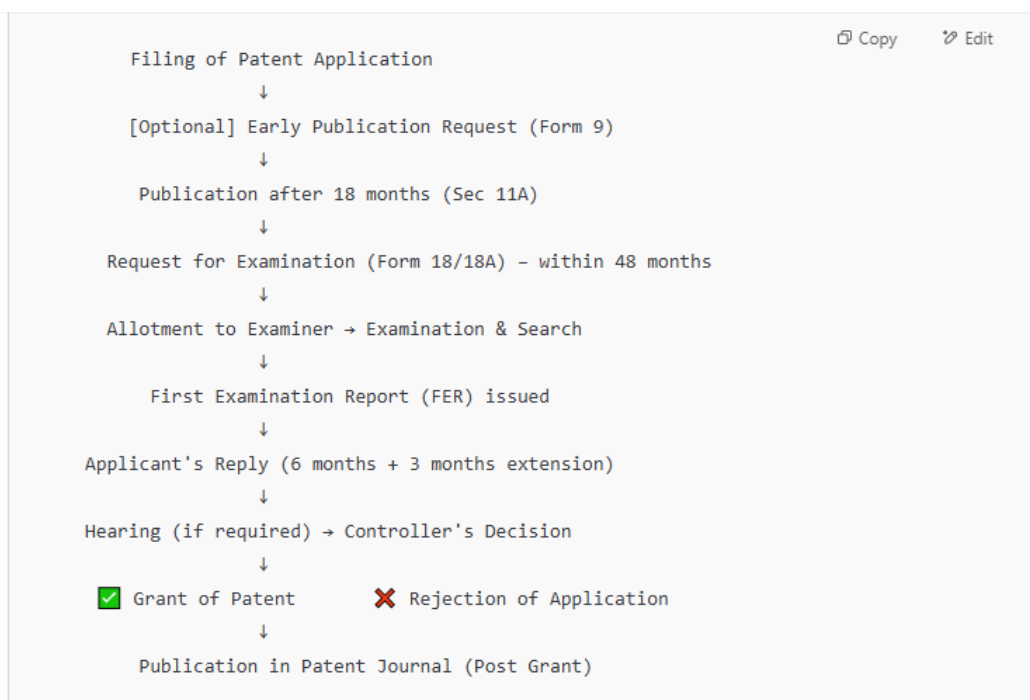 Copy Edit
Filing of Patent Application
↓
[Optional] Early Publication Request (Form 9)
↓
Publication after 18 months (Sec 11A)
↓
Request for Examination (Form 18/18A) – within 48 months
↓
Allotment to Examiner → Examination & Search
↓
First Examination Report (FER) issued
↓
Applicant's Reply (6 months + 3 months extension)
↓
Hearing (if required) → Controller's Decision
↓
✅ Grant of Patent ❌ Rejection of Application
↓
Publication in Patent Journal (Post Grant)